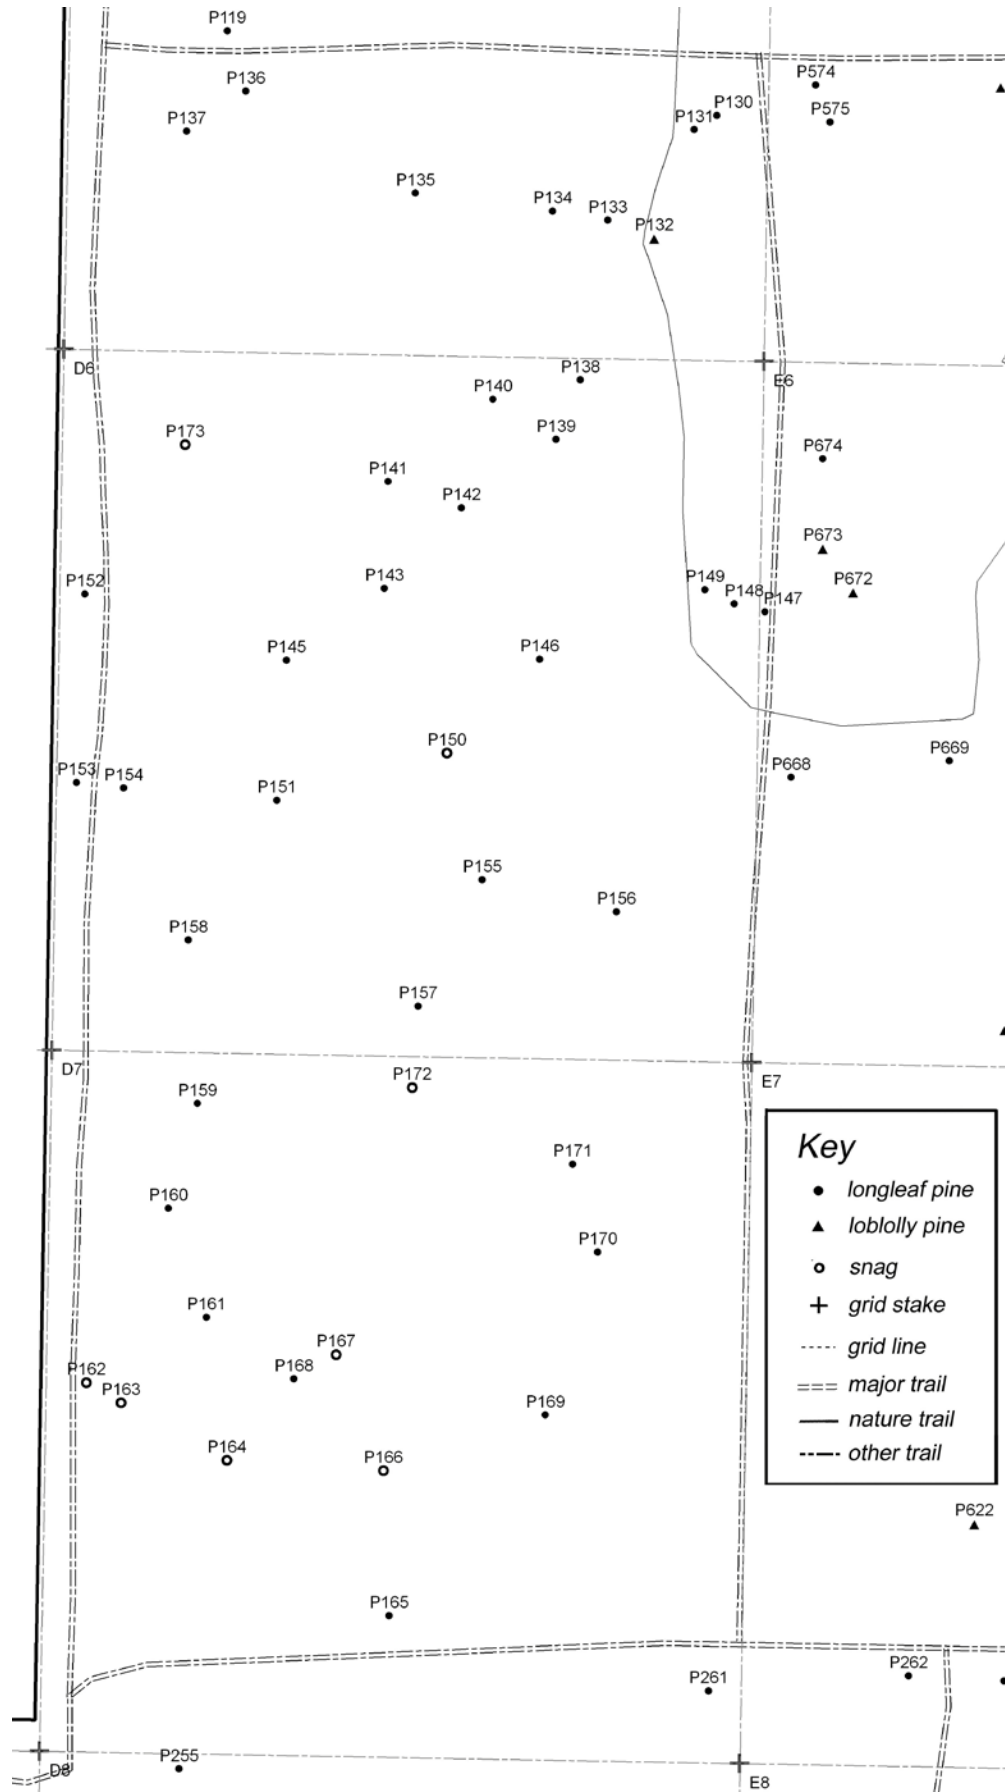 P119
P136
P137
P574
P130
P131
P575
P135
P134
P133
P132
D6
E6
P138
P140
P139
P173
P674
P141
P142
P673
P152
P143
P149
P148
P147
P672
P145
P146
P150
P669
P153
P154
P151
P668
P155
P156
P158
P157
D7
E7
P172
P159
Key
P171
longleaf pine
P160
loblolly pine
P170
snag
P161
grid stake
P167
grid line
P162
P168
P163
major trail
P169
nature trail
P164
P166
other trail
P622
P165
P261
P262
D8
P255
E8